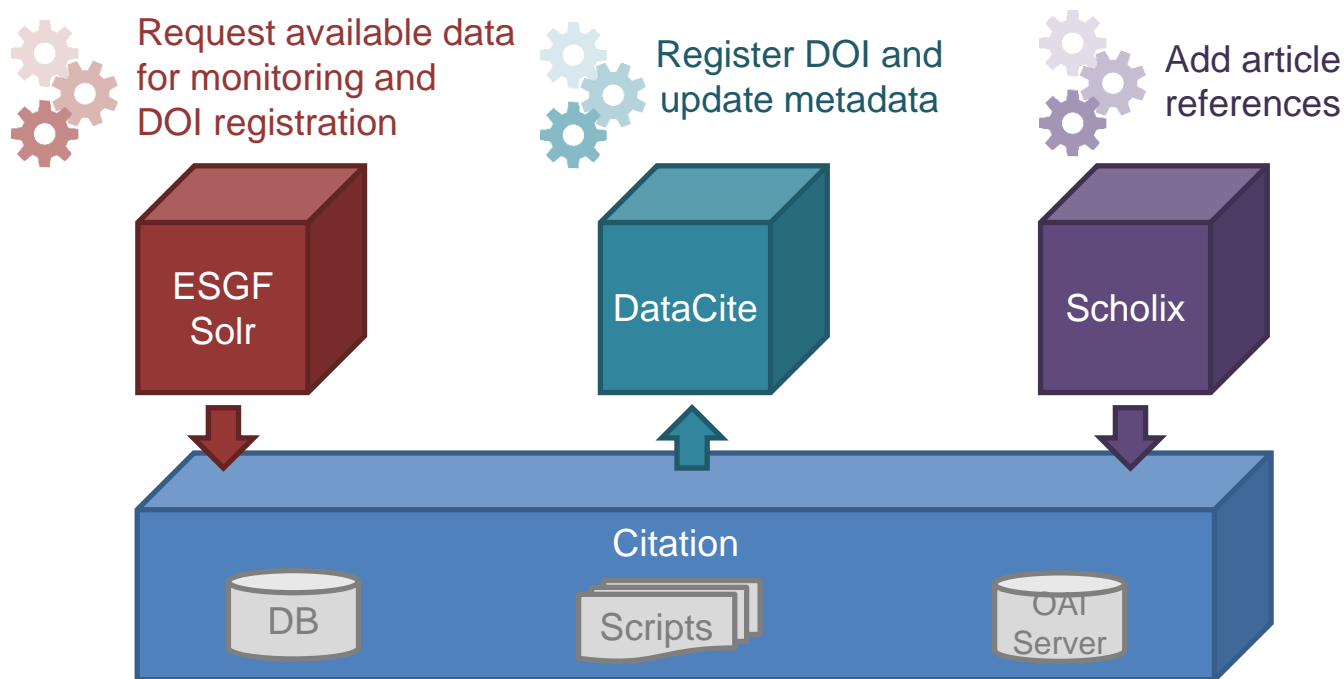 Request available data
for monitoring and
DOI registration
Register DOI and
update metadata
Add article
references
ESGF
Solr
DataCite
Scholix
Citation
DB
Scripts
OAI
Server